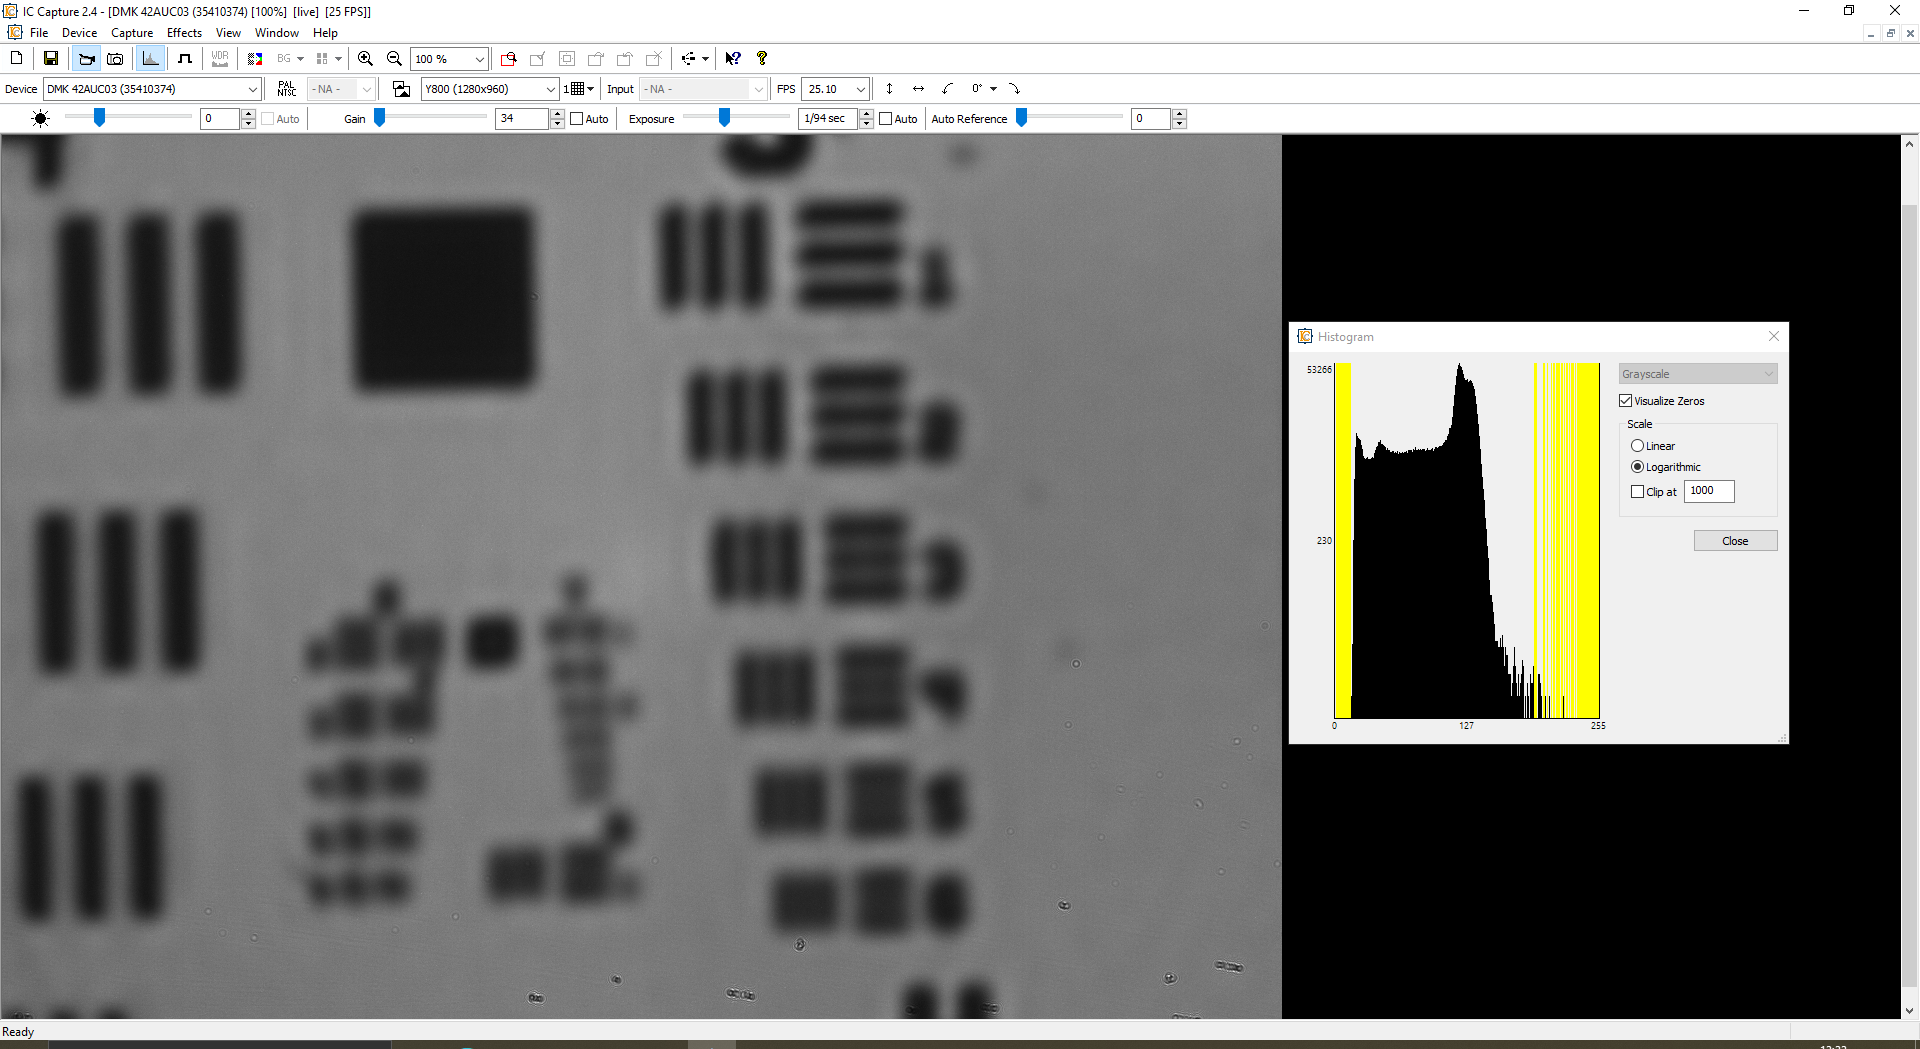 IC Capture 2.4 - [DMK 42AUC03 (35410374) [100%]  [live]  [25 FPS]]
File Device Capture Effects View Window Help
WDR BG 100 %
Device DMK 42AUC03 (35410374) PAL NTSC - NA - Y800 (1280x960) 1 Input - NA - FPS 25.10 0°
0 Auto Gain 34 Auto Exposure 1/94 sec Auto Auto Reference 0
Histogram
53266
230
0 127 255
Grayscale
Visualize Zeros
Scale
Linear
Logarithmic
Clip at 1000
Close
Ready